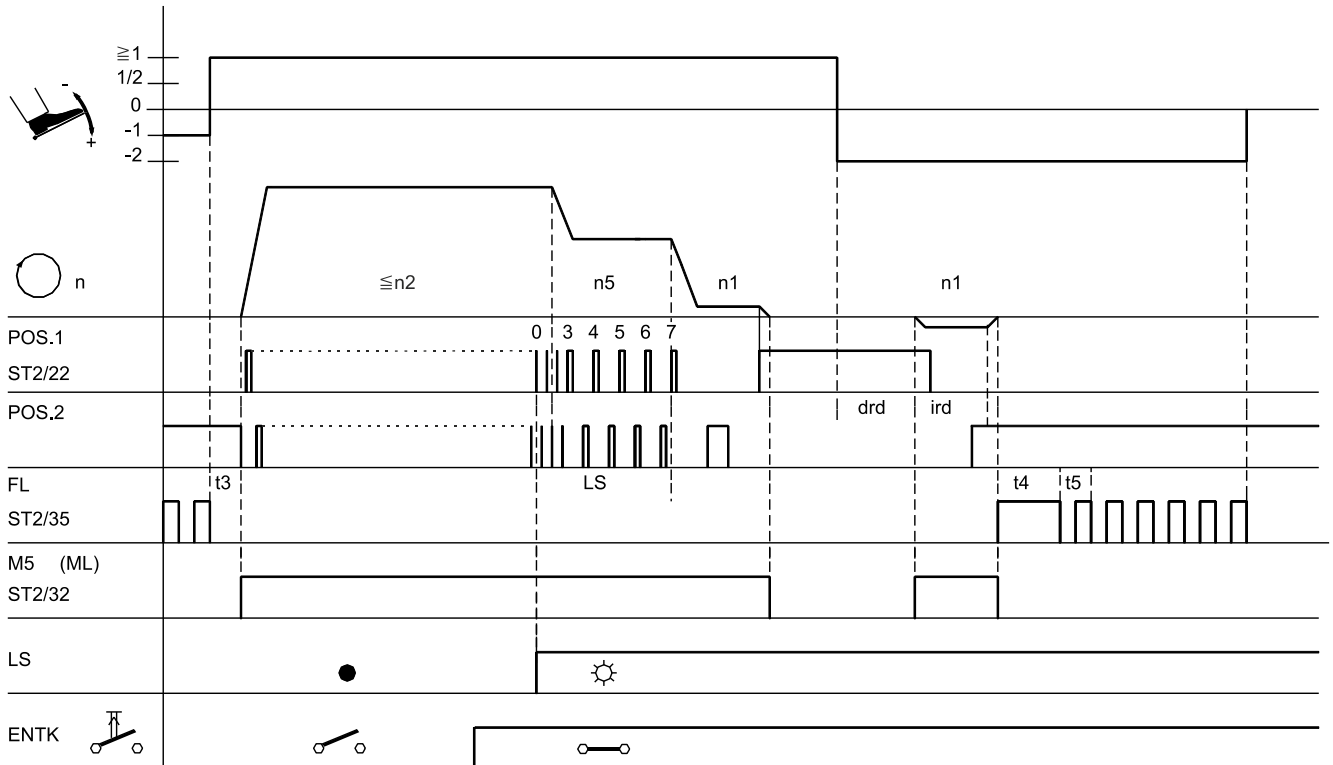 ≧1
1/2
0
-1
-2
-
+
n
≦n2
n5
n1
n1
POS.1
0 3 4 5 6 7
ST2/22
POS.2
drd ird
FL
t3 LS t4 t5
ST2/35
M5 (ML)
ST2/32
LS
ENTK